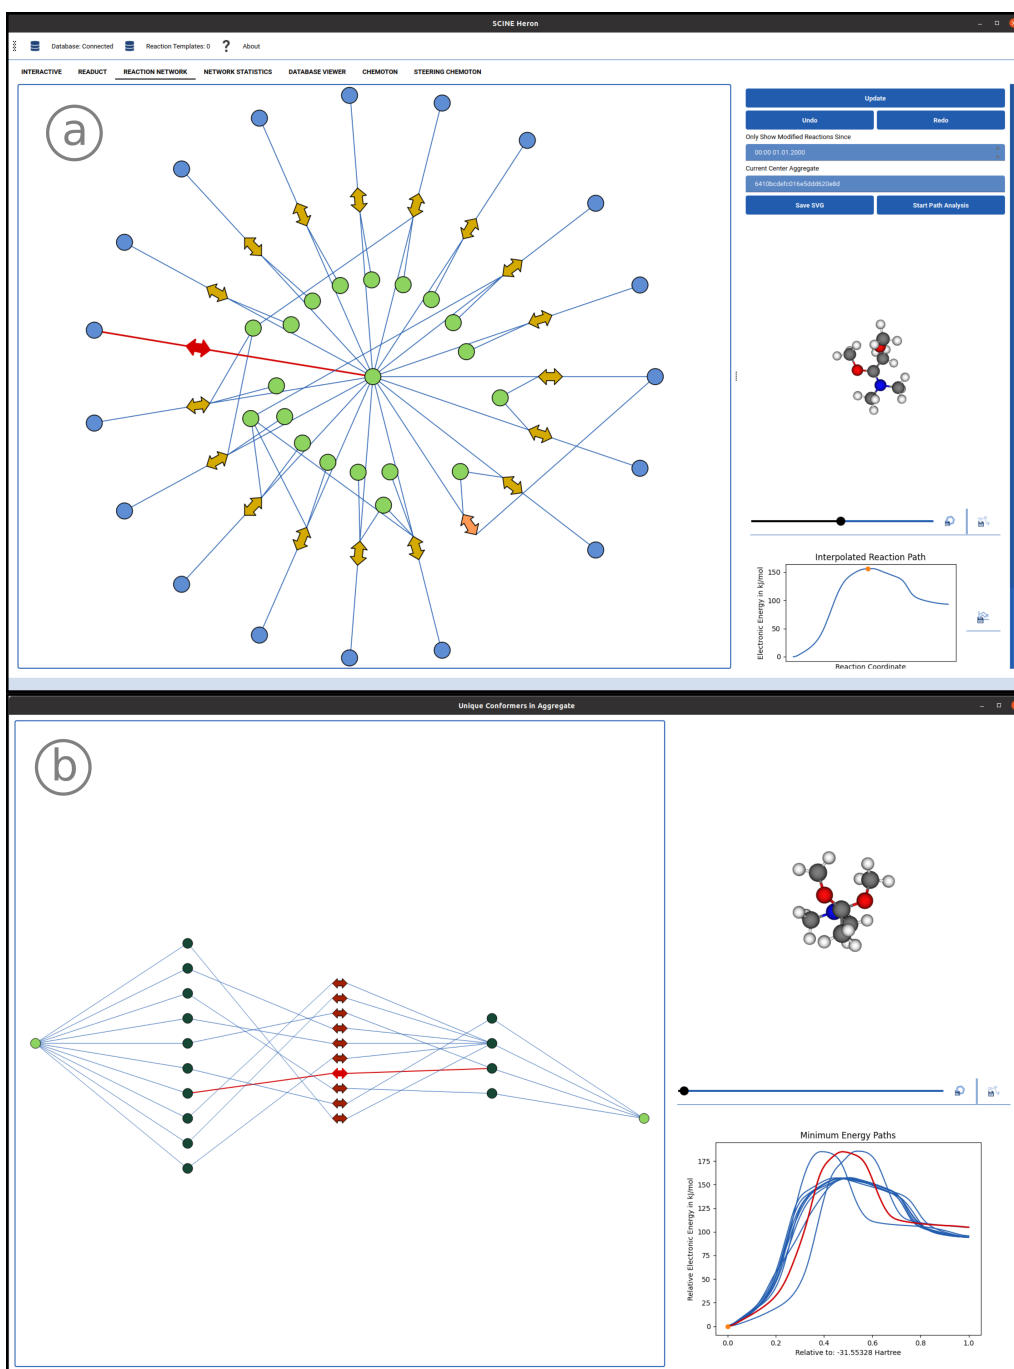 SCINE Heron
Database: Connected Reaction Templates: 0 ? About
INTERACTIVE READUCT REACTION NETWORK NETWORK STATISTICS DATABASE VIEWER CHEMOTON STEERING CHEMOTON
a
Update
Undo Redo
Only Show Modified Reactions Since
00:00 01.01.2000
Current Center Aggregate
6410bcdefc016e5ddd620e8d
Save SVG Start Path Analysis
Interpolated Reaction Path
Electronic Energy in kJ/mol
150
100
50
0
Reaction Coordinate
Unique Conformers in Aggregate
b
Minimum Energy Paths
Relative Electronic Energy in kJ/mol
175
150
125
100
75
50
25
0
0.0 0.2 0.4 0.6 0.8 1.0
Relative to: -31.55328 Hartree